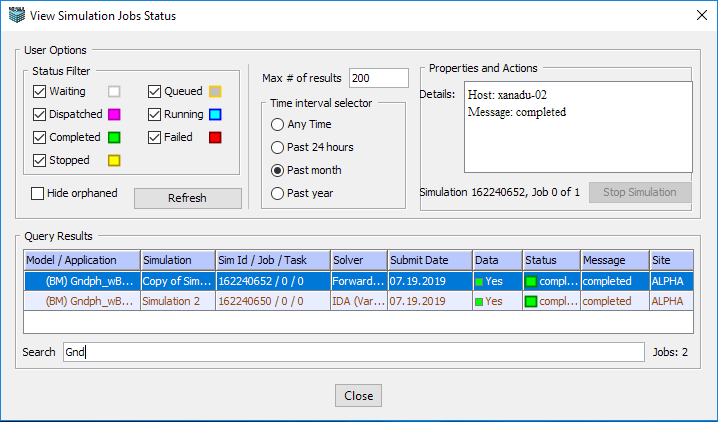 View Simulation Jobs Status
User Options
Status Filter
Waiting
Queued
Dispatched
Running
Completed
Failed
Stopped
Hide orphaned
Refresh
Max # of results 200
Time interval selector
Any Time
Past 24 hours
Past month
Past year
Properties and Actions
Details:
Host: xanadu-02
Message: completed
Simulation 162240652, Job 0 of 1
Stop Simulation
Query Results
Model / Application Simulation Sim Id / Job / Task Solver Submit Date Data Status Message Site
(BM) Gndph_wB... Copy of Sim... 162240652 / 0 / 0 Forward... 07.19.2019 Yes compl... completed ALPHA
(BM) Gndph_wB... Simulation 2 162240650 / 0 / 0 IDA (Var... 07.19.2019 Yes compl... completed ALPHA
Search Gnd Jobs: 2
Close